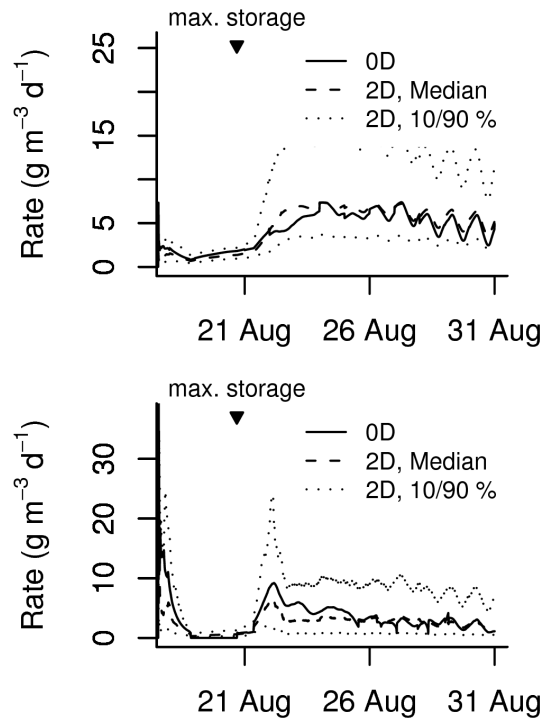 max. storage
0D
2D, Median
2D, 10/90 %
Rate (g m⁻³ d⁻¹)
25
15
5
0
21 Aug 26 Aug 31 Aug
max. storage
0D
2D, Median
2D, 10/90 %
Rate (g m⁻³ d⁻¹)
30
20
10
0
21 Aug 26 Aug 31 Aug